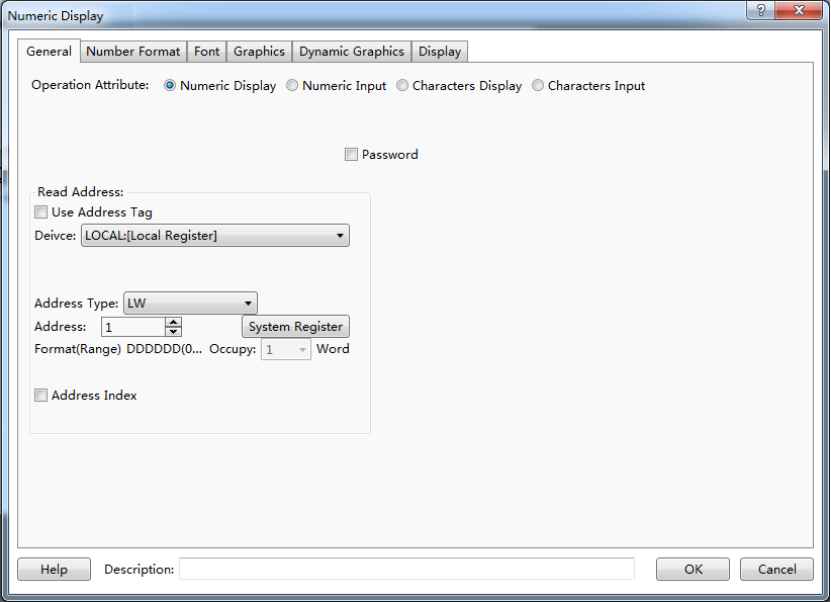 Numeric Display
?
General Number Format Font Graphics Dynamic Graphics Display
Operation Attribute: Numeric Display Numeric Input Characters Display Characters Input
Password
Read Address:
Use Address Tag
Deivce: LOCAL:[Local Register]
Address Type: LW
Address: 1 System Register
Format(Range) DDDDDD(0... Occupy: 1 Word
Address Index
Help Description: OK Cancel